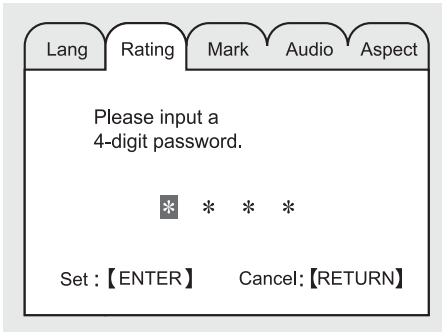 Lang Rating Mark Audio Aspect
Please input a
4-digit password.
* * * *
Set :【ENTER】 Cancel:【RETURN】